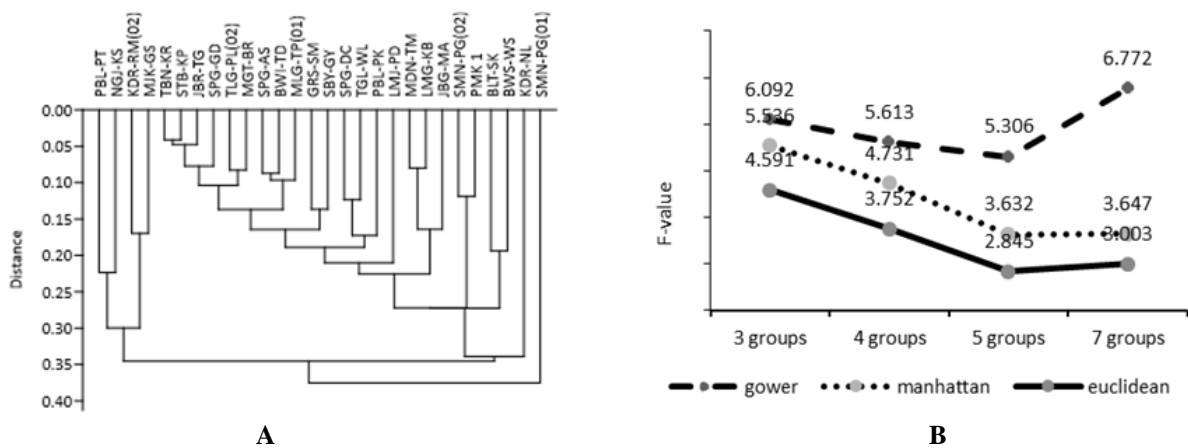 PBL-PT
NGJ-KS
KDR-RM(02)
MJK-GS
TBN-KR
STB-KP
JBR-TG
SPG-GD
TLG-PL(02)
MGT-BR
SPG-AS
BWI-TD
MLG-TP(01)
GRS-SM
SBY-GY
SPG-DC
TGL-WL
PBL-PK
LMJ-PD
MDN-TM
LMG-KB
JBG-MA
SMN-PG(02)
PMK 1
BLT-SK
BWS-WS
KDR-NL
SMN-PG(01)
0.00
0.05
0.10
0.15
0.20
0.25
0.30
0.35
0.40
Distance
A
F-value
6.092
5.613
5.306
6.772
5.536
4.731
3.632
3.647
4.591
3.752
2.845
3.003
3 groups
4 groups
5 groups
7 groups
gower
manhattan
euclidean
B